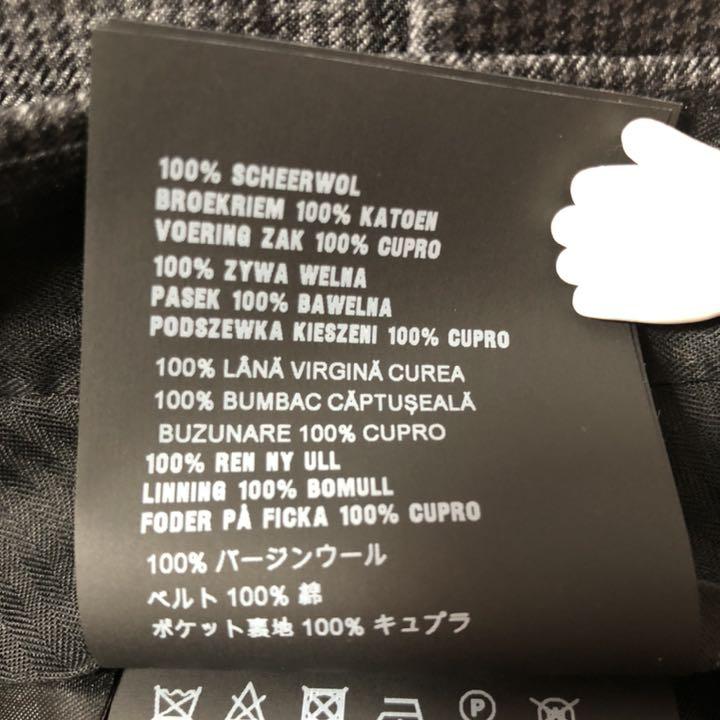 100% SCHEERWOL
BROEKRIEM 100% KATOEN
VOERING ZAK 100% CUPRO
100% ZYWA WELNA
PASEK 100% BAWELNA
PODSZEWKA KIESZENI 100% CUPRO
100% LÂNĂ VIRGINĂ CUREA
100% BUMBAC CĂPTUȘEALĂ
BUZUNARE 100% CUPRO
100% REN NY ULL
LINNING 100% BOMULL
FODER PÅ FICKA 100% CUPRO
100% バージンウール
ベルト 100% 綿
ポケット裏地 100% キュプラ
P W